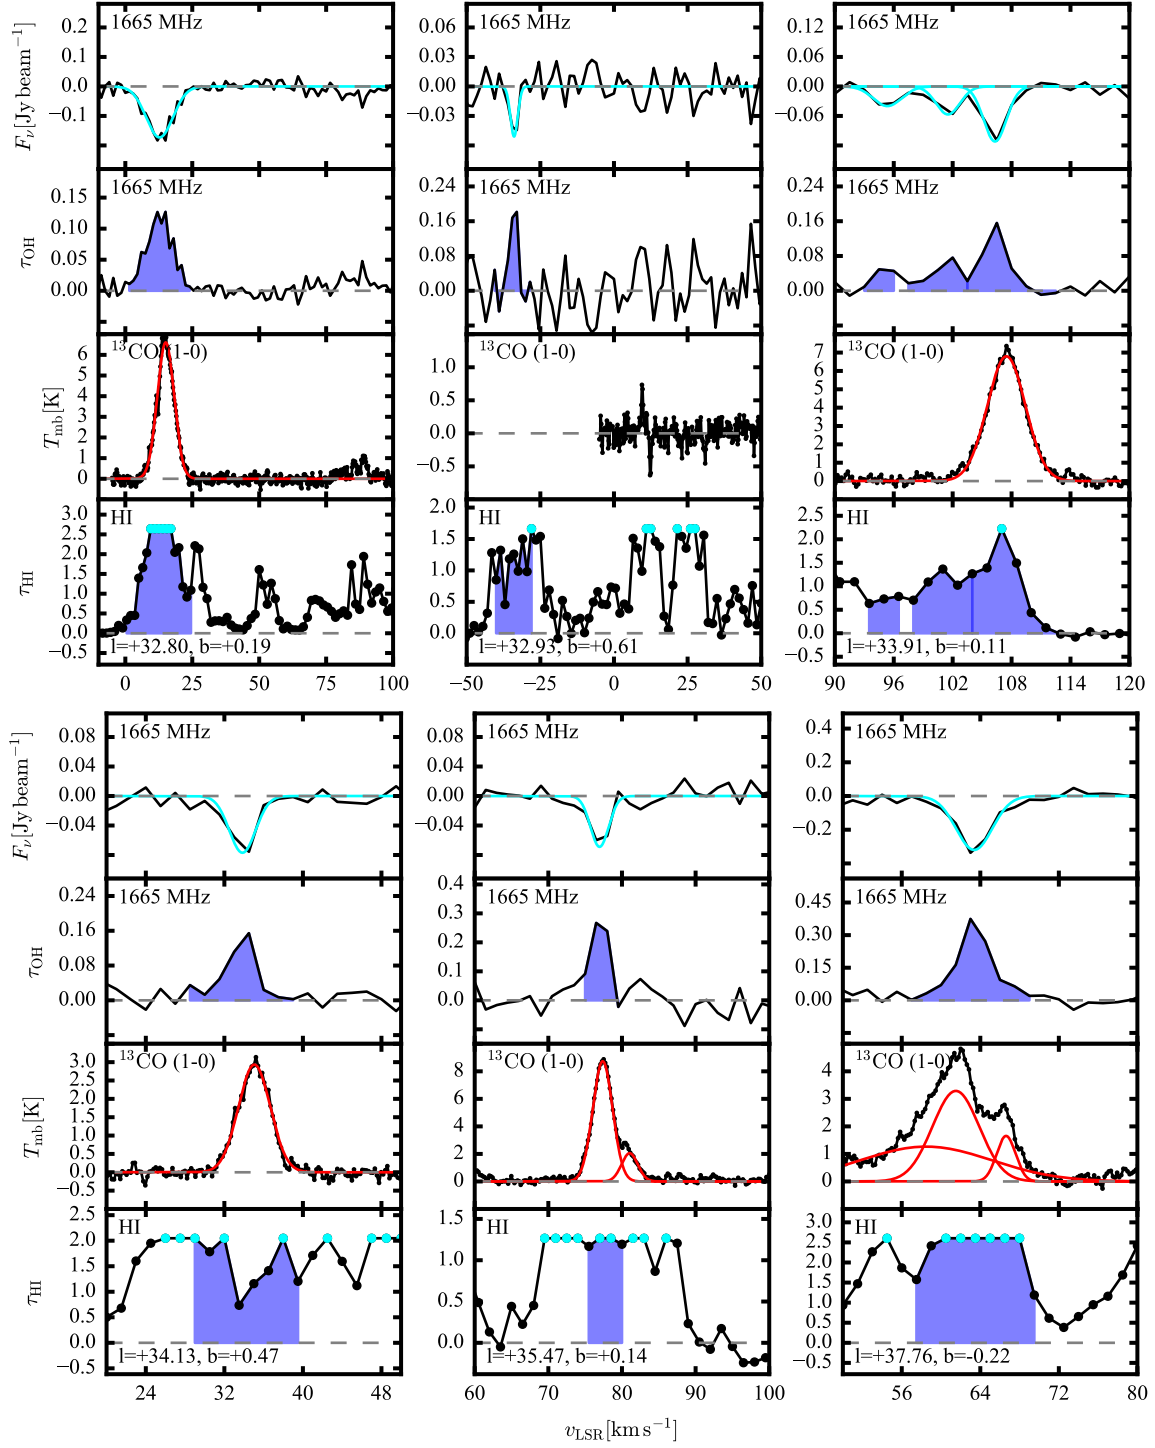 1665 MHz 1665 MHz 1665 MHz
F_ν [Jy beam⁻¹]
0.2 0.1 0.0 −0.1
0.06 0.03 0.00 −0.03
0.12 0.06 0.00 −0.06
1665 MHz 1665 MHz 1665 MHz
τ_OH
0.15 0.10 0.05 0.00
0.24 0.16 0.08 0.00
0.24 0.16 0.08 0.00
¹³CO (1-0) ¹³CO (1-0) ¹³CO (1-0)
T_mb [K]
6 5 4 3 2 1 0
1.0 0.5 0.0 −0.5
7 6 5 4 3 2 1 0
HI HI HI
τ_HI
3.0 2.5 2.0 1.5 1.0 0.5 0.0 −0.5
2.0 1.5 1.0 0.5 0.0 −0.5
2.5 2.0 1.5 1.0 0.5 0.0 −0.5
l=+32.80, b=+0.19 l=+32.93, b=+0.61 l=+33.91, b=+0.11
0 25 50 75 100
−50 −25 0 25 50
90 96 102 108 114 120
1665 MHz 1665 MHz 1665 MHz
F_ν [Jy beam⁻¹]
0.08 0.04 0.00 −0.04
0.08 0.04 0.00 −0.04
0.4 0.2 0.0 −0.2
1665 MHz 1665 MHz 1665 MHz
τ_OH
0.24 0.16 0.08 0.00
0.4 0.3 0.2 0.1 0.0
0.45 0.30 0.15 0.00
¹³CO (1-0) ¹³CO (1-0) ¹³CO (1-0)
T_mb [K]
3.0 2.5 2.0 1.5 1.0 0.5 0.0 −0.5
8 6 4 2 0
4 3 2 1 0
HI HI HI
τ_HI
2.5 2.0 1.5 1.0 0.5 0.0 −0.5
1.5 1.0 0.5 0.0
3.0 2.5 2.0 1.5 1.0 0.5 0.0 −0.5
l=+34.13, b=+0.47 l=+35.47, b=+0.14 l=+37.76, b=-0.22
24 32 40 48
60 70 80 90 100
56 64 72 80
v_LSR [km s⁻¹]